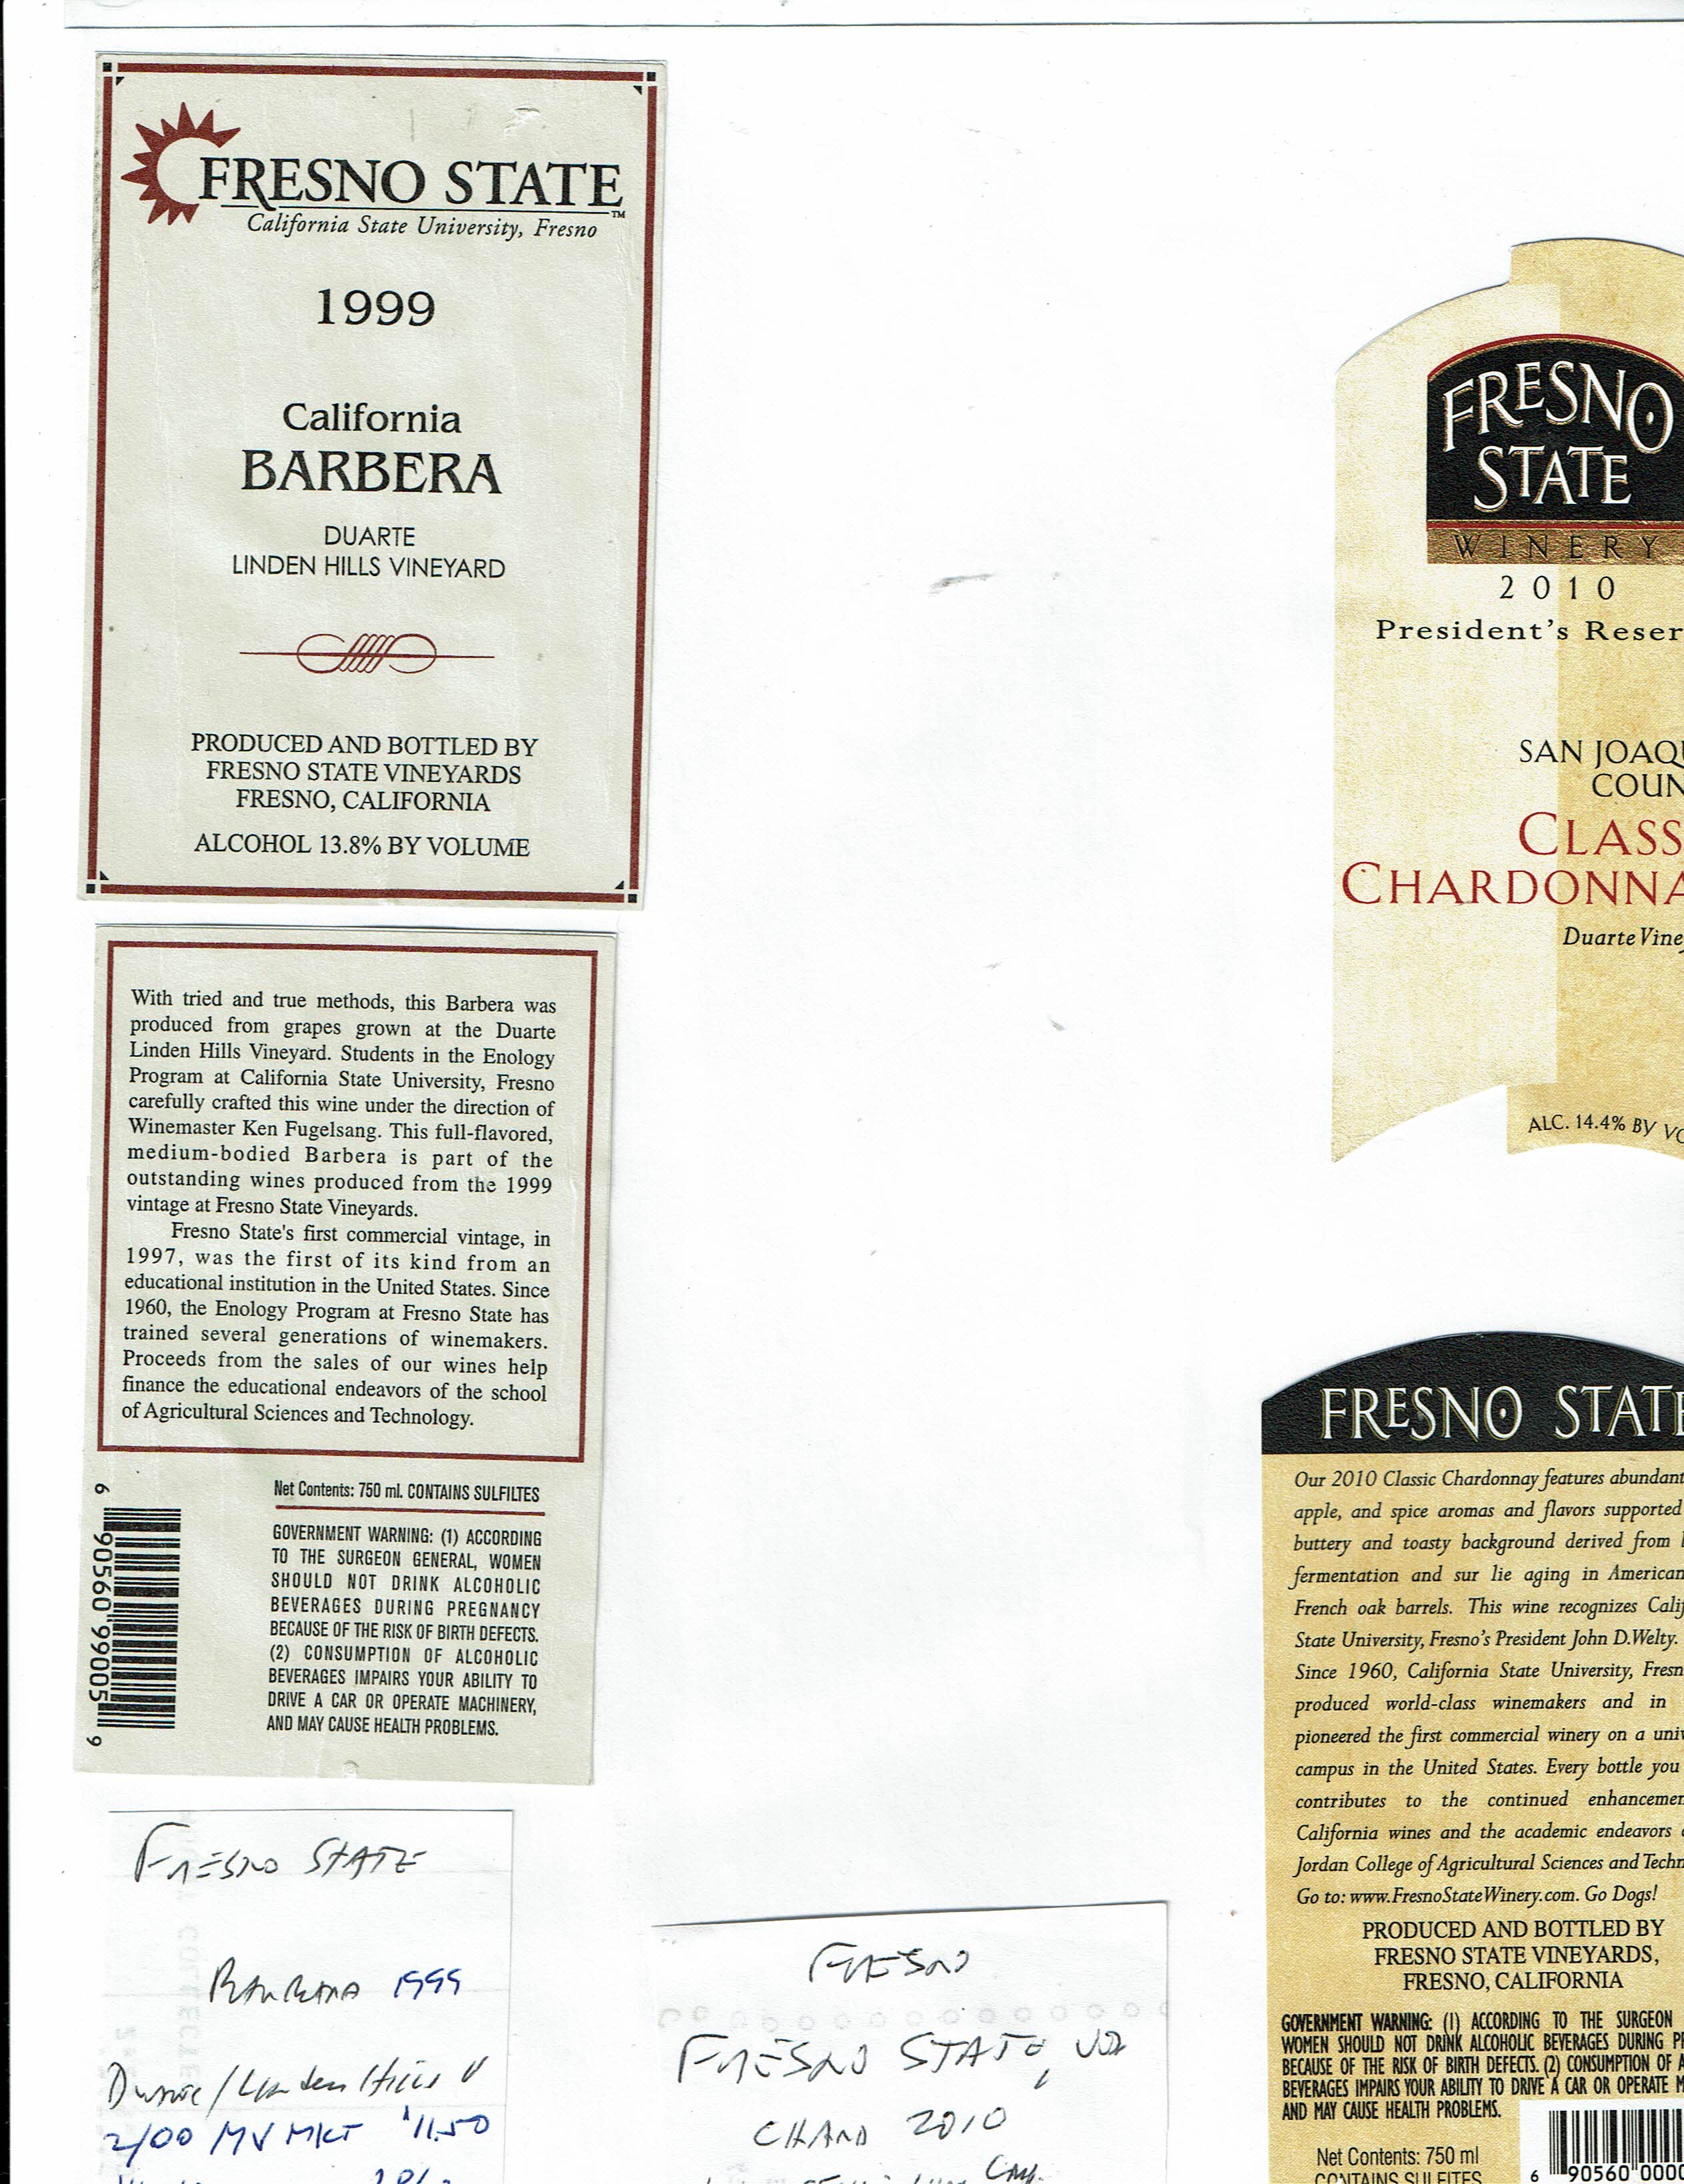 FRESNO STATE™
California State University, Fresno
1999
California
BARBERA
DUARTE
LINDEN HILLS VINEYARD
PRODUCED AND BOTTLED BY
FRESNO STATE VINEYARDS
FRESNO, CALIFORNIA
ALCOHOL 13.8% BY VOLUME
With tried and true methods, this Barbera was
produced from grapes grown at the Duarte
Linden Hills Vineyard. Students in the Enology
Program at California State University, Fresno
carefully crafted this wine under the direction of
Winemaster Ken Fugelsang. This full-flavored,
medium-bodied Barbera is part of the
outstanding wines produced from the 1999
vintage at Fresno State Vineyards.
Fresno State's first commercial vintage, in
1997, was the first of its kind from an
educational institution in the United States. Since
1960, the Enology Program at Fresno State has
trained several generations of winemakers.
Proceeds from the sales of our wines help
finance the educational endeavors of the school
of Agricultural Sciences and Technology.
Net Contents: 750 ml. CONTAINS SULFILTES
GOVERNMENT WARNING: (1) ACCORDING
TO THE SURGEON GENERAL, WOMEN
SHOULD NOT DRINK ALCOHOLIC
BEVERAGES DURING PREGNANCY
BECAUSE OF THE RISK OF BIRTH DEFECTS.
(2) CONSUMPTION OF ALCOHOLIC
BEVERAGES IMPAIRS YOUR ABILITY TO
DRIVE A CAR OR OPERATE MACHINERY,
AND MAY CAUSE HEALTH PROBLEMS.
6 90560 99005 9
FRESNO STATE
BARBERA 1999
Duarte/Linden Hills V
2/00 MV MKT $11.50
FRESNO
FRESNO STATE, U
CHARD 2010
FRESNO
STATE
WINERY
2010
President's Reser
SAN JOAQU
COUN
CLASS
CHARDONNA
Duarte Vine
ALC. 14.4% BY VO
FRESNO STATE
Our 2010 Classic Chardonnay features abundant
apple, and spice aromas and flavors supported
buttery and toasty background derived from
fermentation and sur lie aging in American
French oak barrels. This wine recognizes Calif
State University, Fresno's President John D.Welty.
Since 1960, California State University, Fresn
produced world-class winemakers and in
pioneered the first commercial winery on a univ
campus in the United States. Every bottle you
contributes to the continued enhancemen
California wines and the academic endeavors
Jordan College of Agricultural Sciences and Techn
Go to: www.FresnoStateWinery.com. Go Dogs!
PRODUCED AND BOTTLED BY
FRESNO STATE VINEYARDS,
FRESNO, CALIFORNIA
GOVERNMENT WARNING: (1) ACCORDING TO THE SURGEON
WOMEN SHOULD NOT DRINK ALCOHOLIC BEVERAGES DURING PR
BECAUSE OF THE RISK OF BIRTH DEFECTS. (2) CONSUMPTION OF A
BEVERAGES IMPAIRS YOUR ABILITY TO DRIVE A CAR OR OPERATE M
AND MAY CAUSE HEALTH PROBLEMS.
Net Contents: 750 ml
CONTAINS SULFITES
6 90560 0000